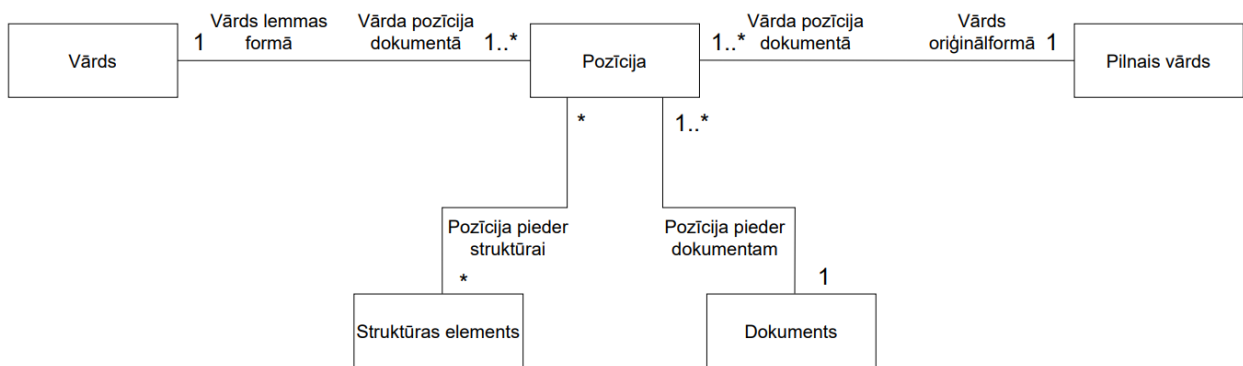 Vārds
1
Vārds lemmas
formā
Vārda pozīcija
dokumentā
1..*
Pozīcija
1..*
Vārda pozīcija
dokumentā
Vārds
oriģinālformā
1
Pilnais vārds
*
1..*
Pozīcija pieder
struktūrai
*
Pozīcija pieder
dokumentam
1
Struktūras elements
Dokuments